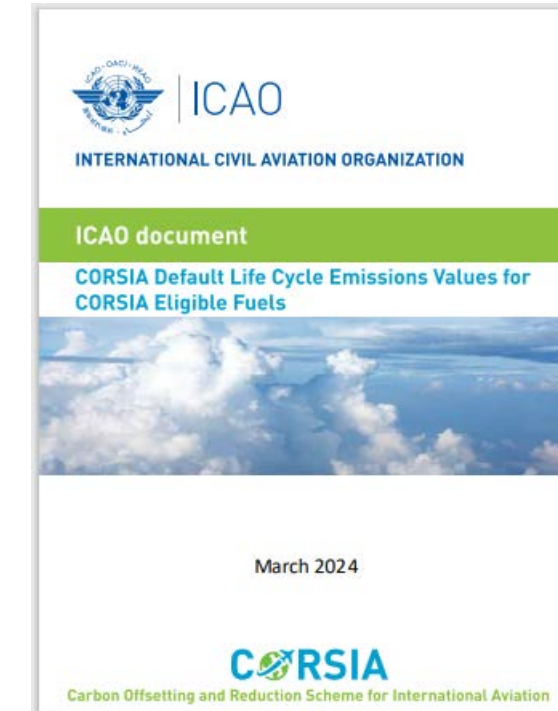 ICAO
INTERNATIONAL CIVIL AVIATION ORGANIZATION
ICAO document
CORSIA Default Life Cycle Emissions Values for
CORSIA Eligible Fuels
March 2024
CORSIA
Carbon Offsetting and Reduction Scheme for International Aviation